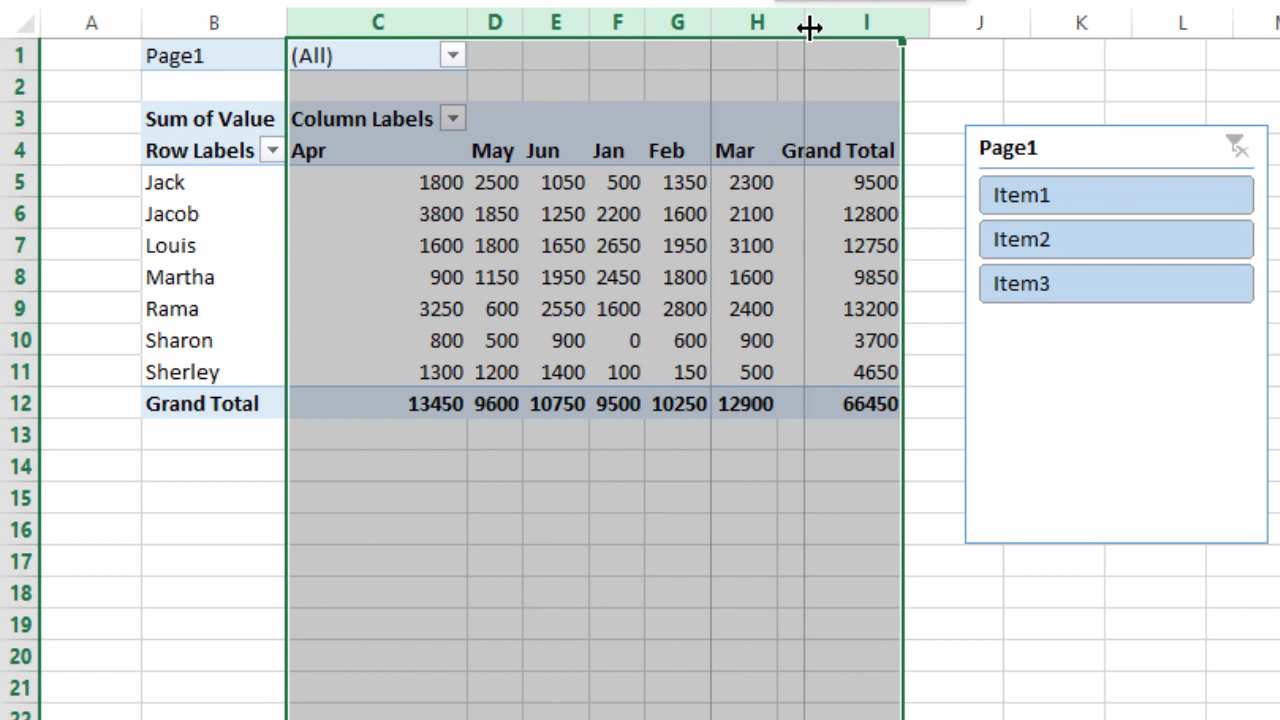 A B C D E F G H I J K L
1 Page1 (All)
2
3 Sum of Value Column Labels
4 Row Labels Apr May Jun Jan Feb Mar Grand Total
5 Jack 1800 2500 1050 500 1350 2300 9500
6 Jacob 3800 1850 1250 2200 1600 2100 12800
7 Louis 1600 1800 1650 2650 1950 3100 12750
8 Martha 900 1150 1950 2450 1800 1600 9850
9 Rama 3250 600 2550 1600 2800 2400 13200
10 Sharon 800 500 900 0 600 900 3700
11 Sherley 1300 1200 1400 100 150 500 4650
12 Grand Total 13450 9600 10750 9500 10250 12900 66450
13
14
15
16
17
18
19
20
21
22
Page1
Item1
Item2
Item3